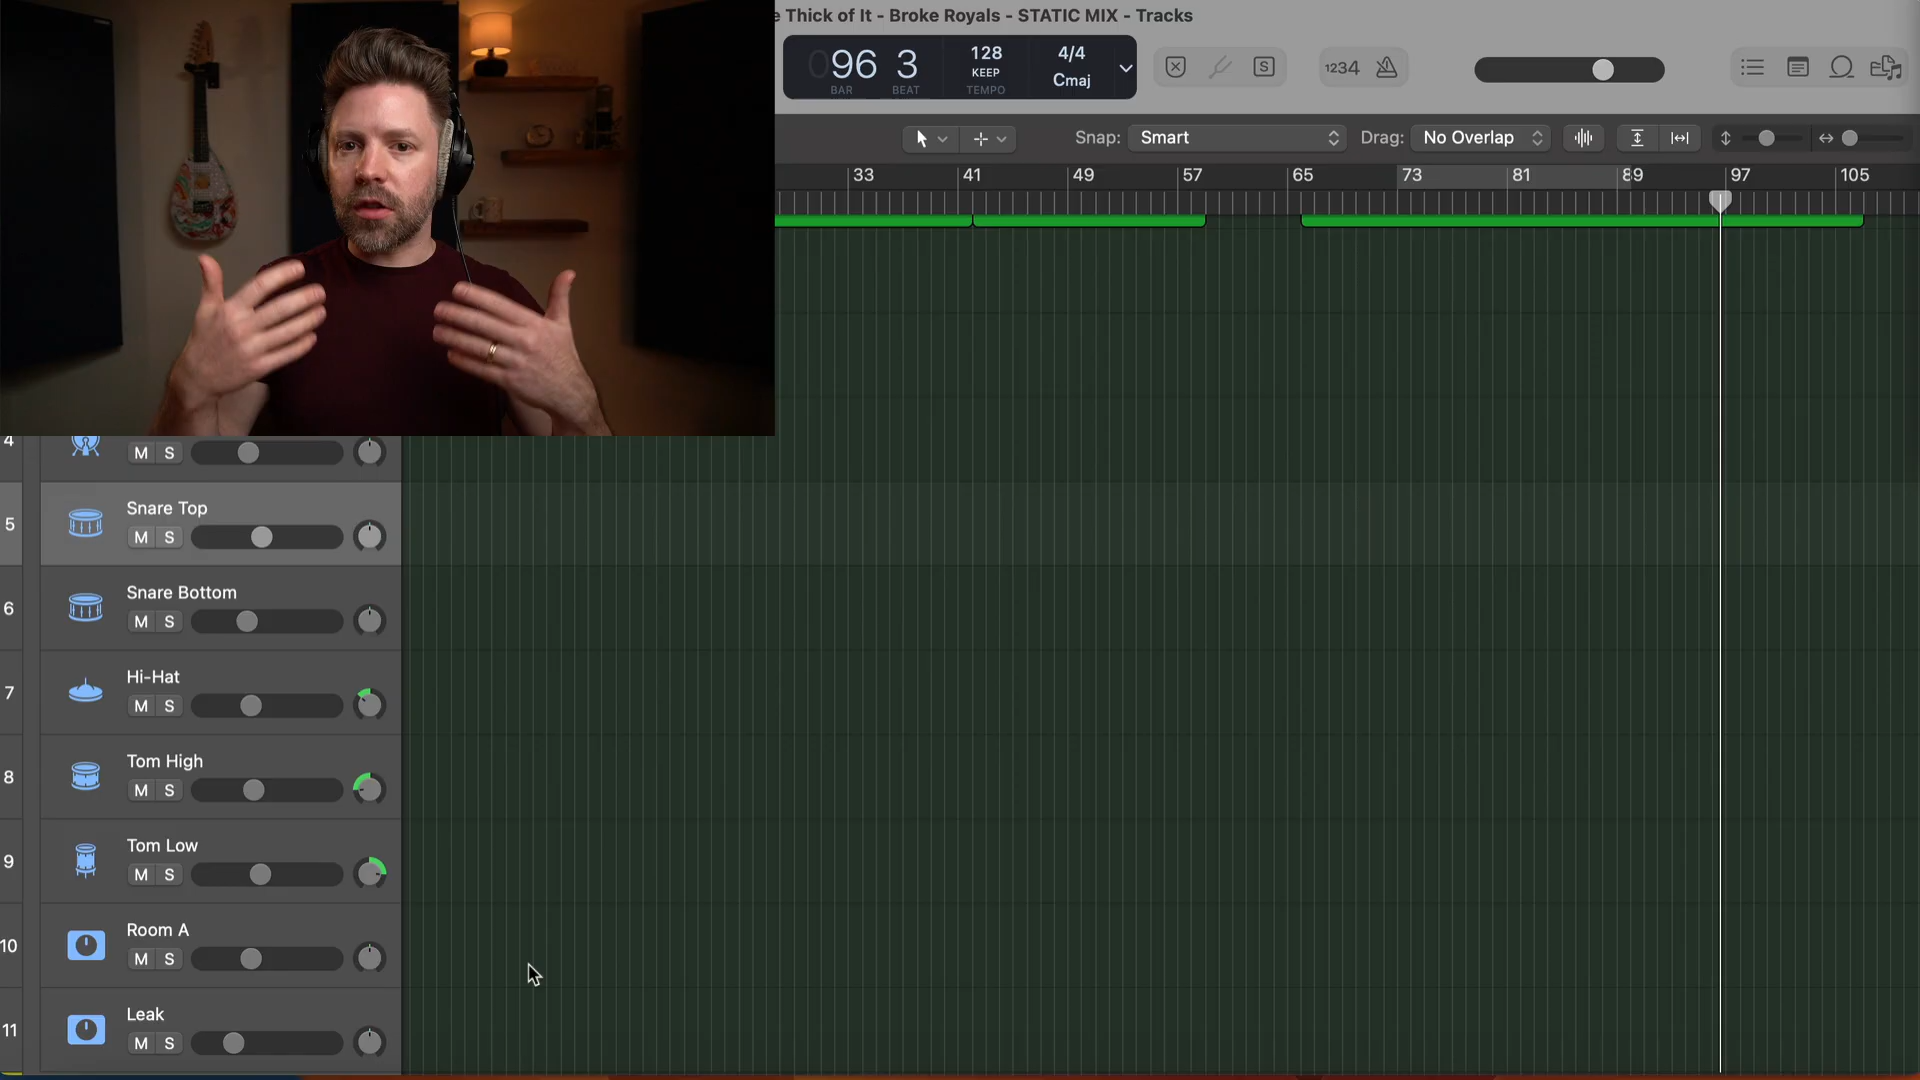 e Thick of It - Broke Royals - STATIC MIX - Tracks
096 3
BAR BEAT
128
KEEP
TEMPO
4/4
Cmaj
S
1234
Snap: Smart
Drag: No Overlap
33 41 49 57 65 73 81 89 97 105
4
M S
5
Snare Top
M S
6
Snare Bottom
M S
7
Hi-Hat
M S
8
Tom High
M S
9
Tom Low
M S
10
Room A
M S
11
Leak
M S